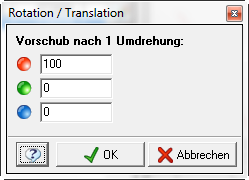 Rotation / Translation
Vorschub nach 1 Umdrehung:
100
0
0
? OK Abbrechen